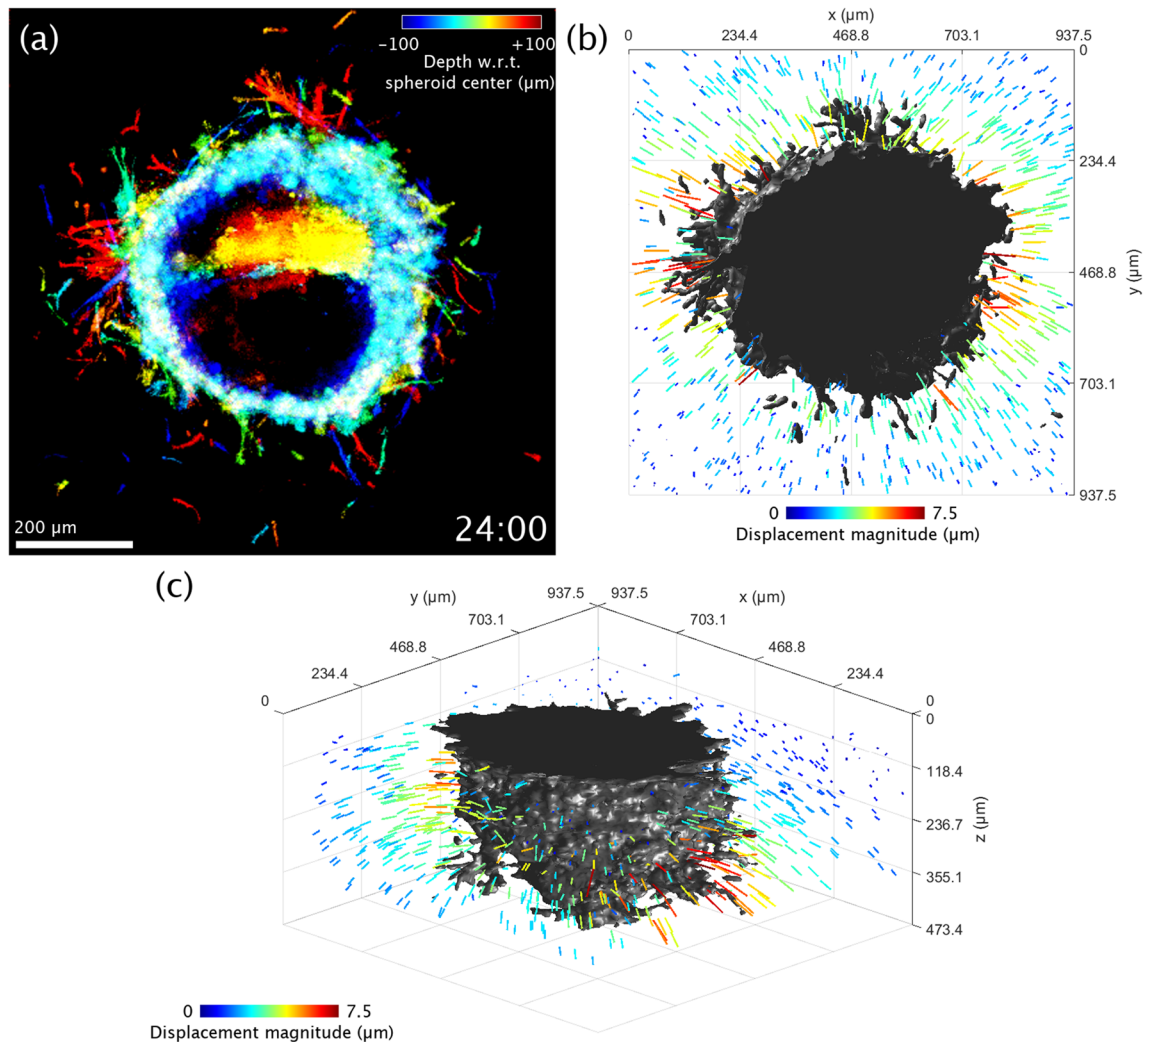 (a)
−100 +100
Depth w.r.t.
spheroid center (µm)
200 µm
24:00
(b)
x (µm)
0 234.4 468.8 703.1 937.5
0
234.4
468.8
703.1
937.5
y (µm)
0 7.5
Displacement magnitude (µm)
(c)
y (µm)
937.5
703.1
468.8
234.4
0
x (µm)
937.5
703.1
468.8
234.4
0
0
118.4
236.7
355.1
473.4
z (µm)
0 7.5
Displacement magnitude (µm)